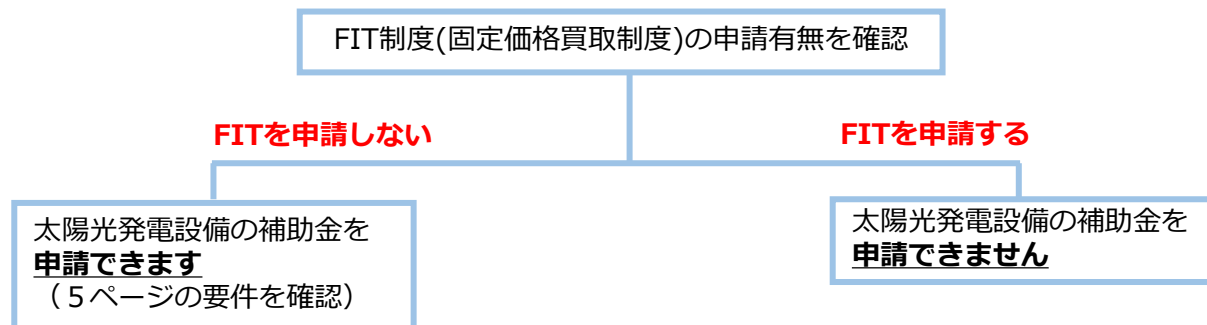 FIT制度(固定価格買取制度)の申請有無を確認
FITを申請しない
FITを申請する
太陽光発電設備の補助金を
申請できます
（５ページの要件を確認）
太陽光発電設備の補助金を
申請できません